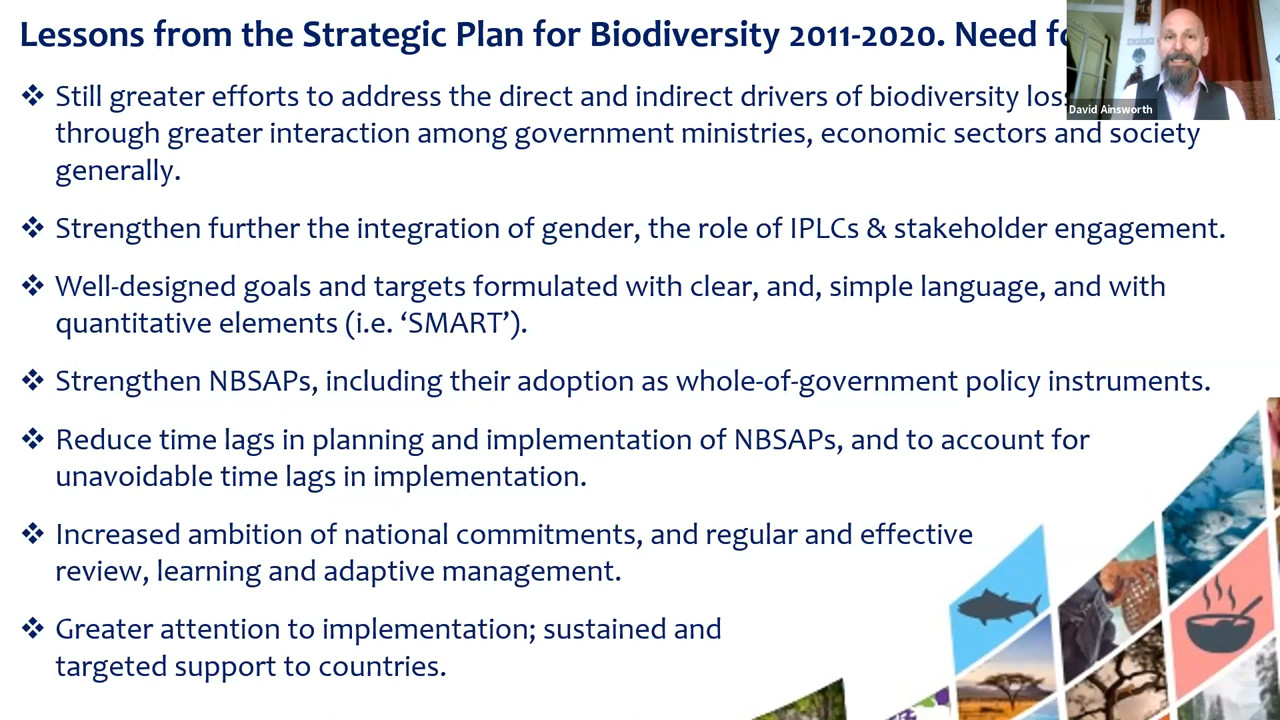 Lessons from the Strategic Plan for Biodiversity 2011-2020. Need
❖ Still greater efforts to address the direct and indirect drivers of biodiversity
through greater interaction among government ministries, economic sectors and society
generally.
❖ Strengthen further the integration of gender, the role of IPLCs & stakeholder engagement.
❖ Well-designed goals and targets formulated with clear, and, simple language, and with
quantitative elements (i.e. ‘SMART’).
❖ Strengthen NBSAPs, including their adoption as whole-of-government policy instruments.
❖ Reduce time lags in planning and implementation of NBSAPs, and to account for
unavoidable time lags in implementation.
❖ Increased ambition of national commitments, and regular and effective
review, learning and adaptive management.
❖ Greater attention to implementation; sustained and
targeted support to countries.
David Ainsworth